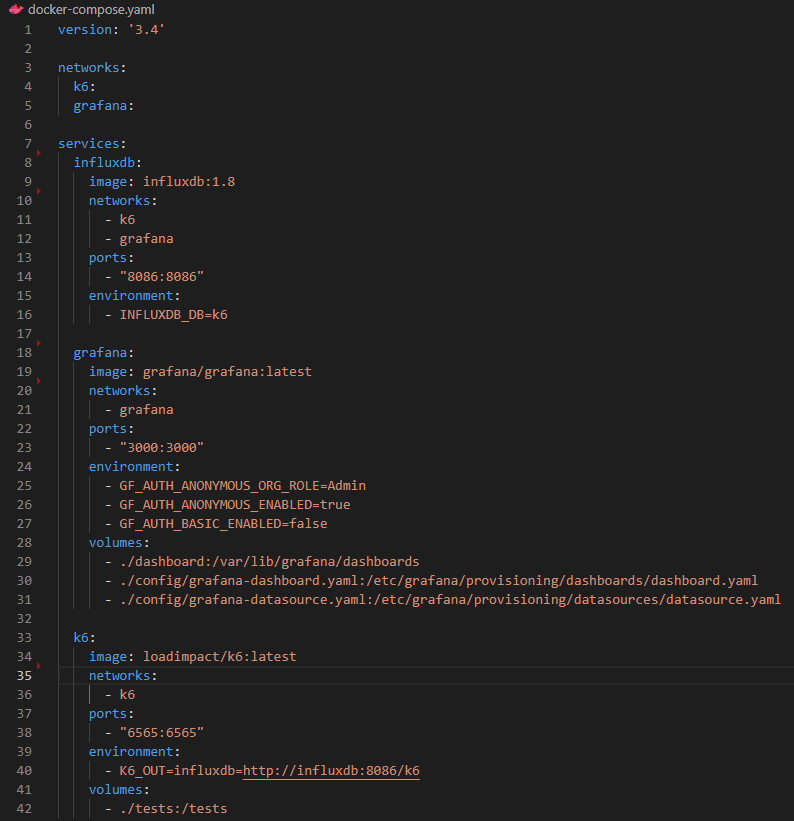 docker-compose.yaml
1 version: '3.4'
2
3 networks:
4   k6:
5   grafana:
6
7 services:
8   influxdb:
9     image: influxdb:1.8
10     networks:
11       - k6
12       - grafana
13     ports:
14       - "8086:8086"
15     environment:
16       - INFLUXDB_DB=k6
17
18   grafana:
19     image: grafana/grafana:latest
20     networks:
21       - grafana
22     ports:
23       - "3000:3000"
24     environment:
25       - GF_AUTH_ANONYMOUS_ORG_ROLE=Admin
26       - GF_AUTH_ANONYMOUS_ENABLED=true
27       - GF_AUTH_BASIC_ENABLED=false
28     volumes:
29       - ./dashboard:/var/lib/grafana/dashboards
30       - ./config/grafana-dashboard.yaml:/etc/grafana/provisioning/dashboards/dashboard.yaml
31       - ./config/grafana-datasource.yaml:/etc/grafana/provisioning/datasources/datasource.yaml
32
33   k6:
34     image: loadimpact/k6:latest
35     networks:
36       - k6
37     ports:
38       - "6565:6565"
39     environment:
40       - K6_OUT=influxdb=http://influxdb:8086/k6
41     volumes:
42       - ./tests:/tests